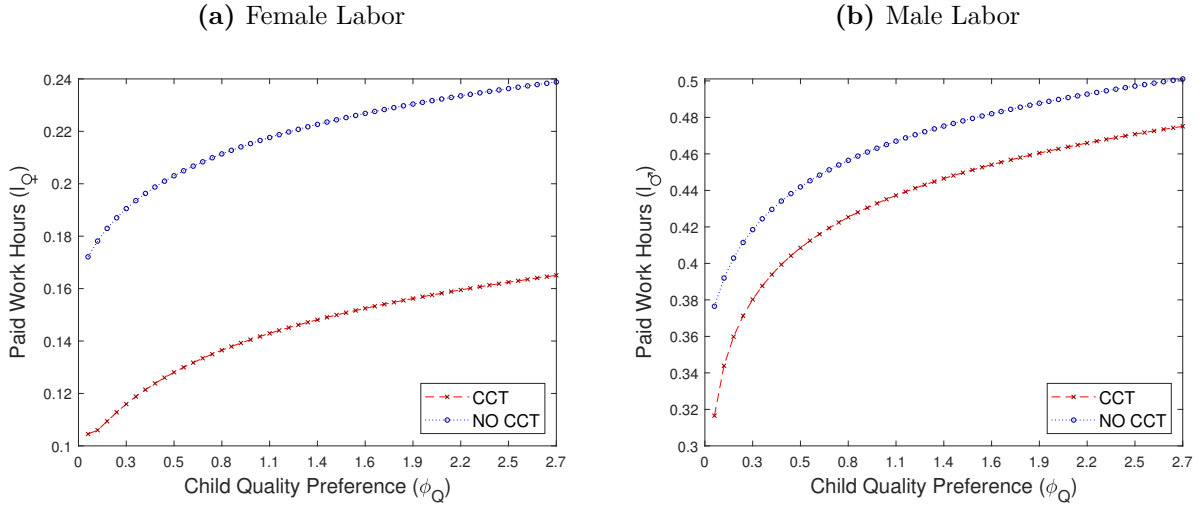 (a) Female Labor
0.24
0.22
0.2
0.18
0.16
0.14
0.12
0.1
Paid Work Hours (l♀)
0 0.3 0.5 0.8 1.1 1.4 1.6 1.9 2.2 2.5 2.7
Child Quality Preference (ϕQ)
CCT
NO CCT
(b) Male Labor
0.5
0.48
0.46
0.44
0.42
0.4
0.38
0.36
0.34
0.32
0.3
Paid Work Hours (l♂)
0 0.3 0.5 0.8 1.1 1.4 1.6 1.9 2.2 2.5 2.7
Child Quality Preference (ϕQ)
CCT
NO CCT